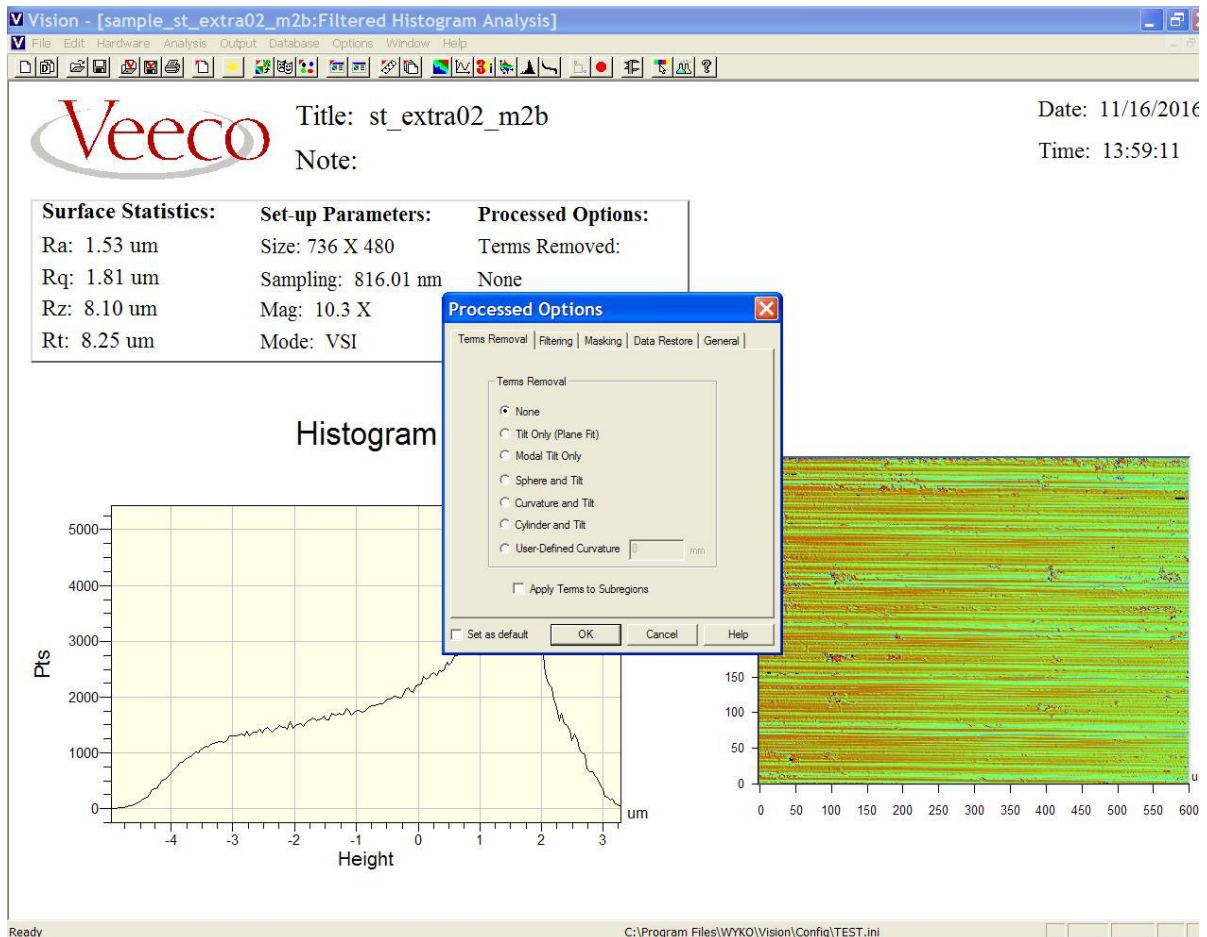 Vision - [sample_st_extra02_m2b:Filtered Histogram Analysis]
File Edit Hardware Analysis Output Database Options Window Help
Veeco
Title: st_extra02_m2b
Note:
Date: 11/16/2016
Time: 13:59:11
Surface Statistics:
Ra: 1.53 um
Rq: 1.81 um
Rz: 8.10 um
Rt: 8.25 um
Set-up Parameters:
Size: 736 X 480
Sampling: 816.01 nm
Mag: 10.3 X
Mode: VSI
Processed Options:
Terms Removed:
None
Processed Options
Terms Removal Filtering Masking Data Restore General
Terms Removal
None
Tilt Only (Plane Fit)
Modal Tilt Only
Sphere and Tilt
Curvature and Tilt
Cylinder and Tilt
User-Defined Curvature 0 mm
Apply Terms to Subregions
Set as default OK Cancel Help
Histogram
Pts
5000
4000
3000
2000
1000
0
-4 -3 -2 -1 0 1 2 3
um
Height
150
100
50
0
0 50 100 150 200 250 300 350 400 450 500 550 600
Ready
C:\Program Files\WYKO\Vision\Config\TEST.ini